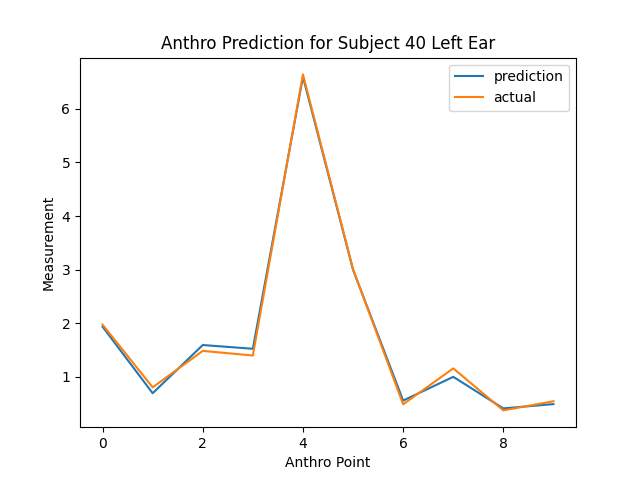 Anthro Prediction for Subject 40 Left Ear
prediction
actual
Measurement
6
5
4
3
2
1
0
2
4
6
8
Anthro Point